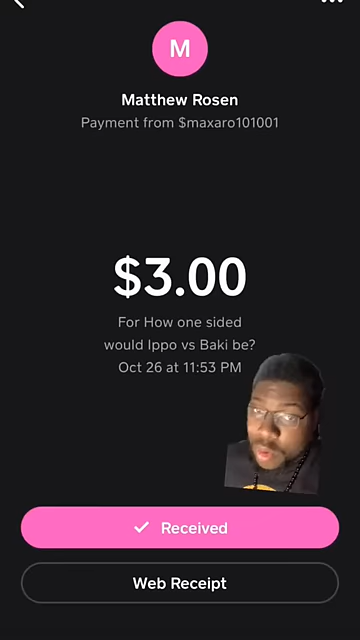 M
Matthew Rosen
Payment from $maxaro101001
$3.00
For How one sided
would Ippo vs Baki be?
Oct 26 at 11:53 PM
Received
Web Receipt